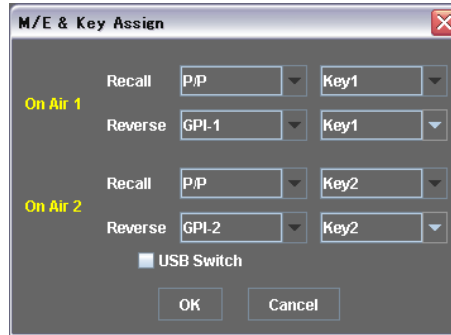 M/E & Key Assign
Recall P/P Key1
On Air 1
Reverse GPI-1 Key1
Recall P/P Key2
On Air 2
Reverse GPI-2 Key2
USB Switch
OK Cancel